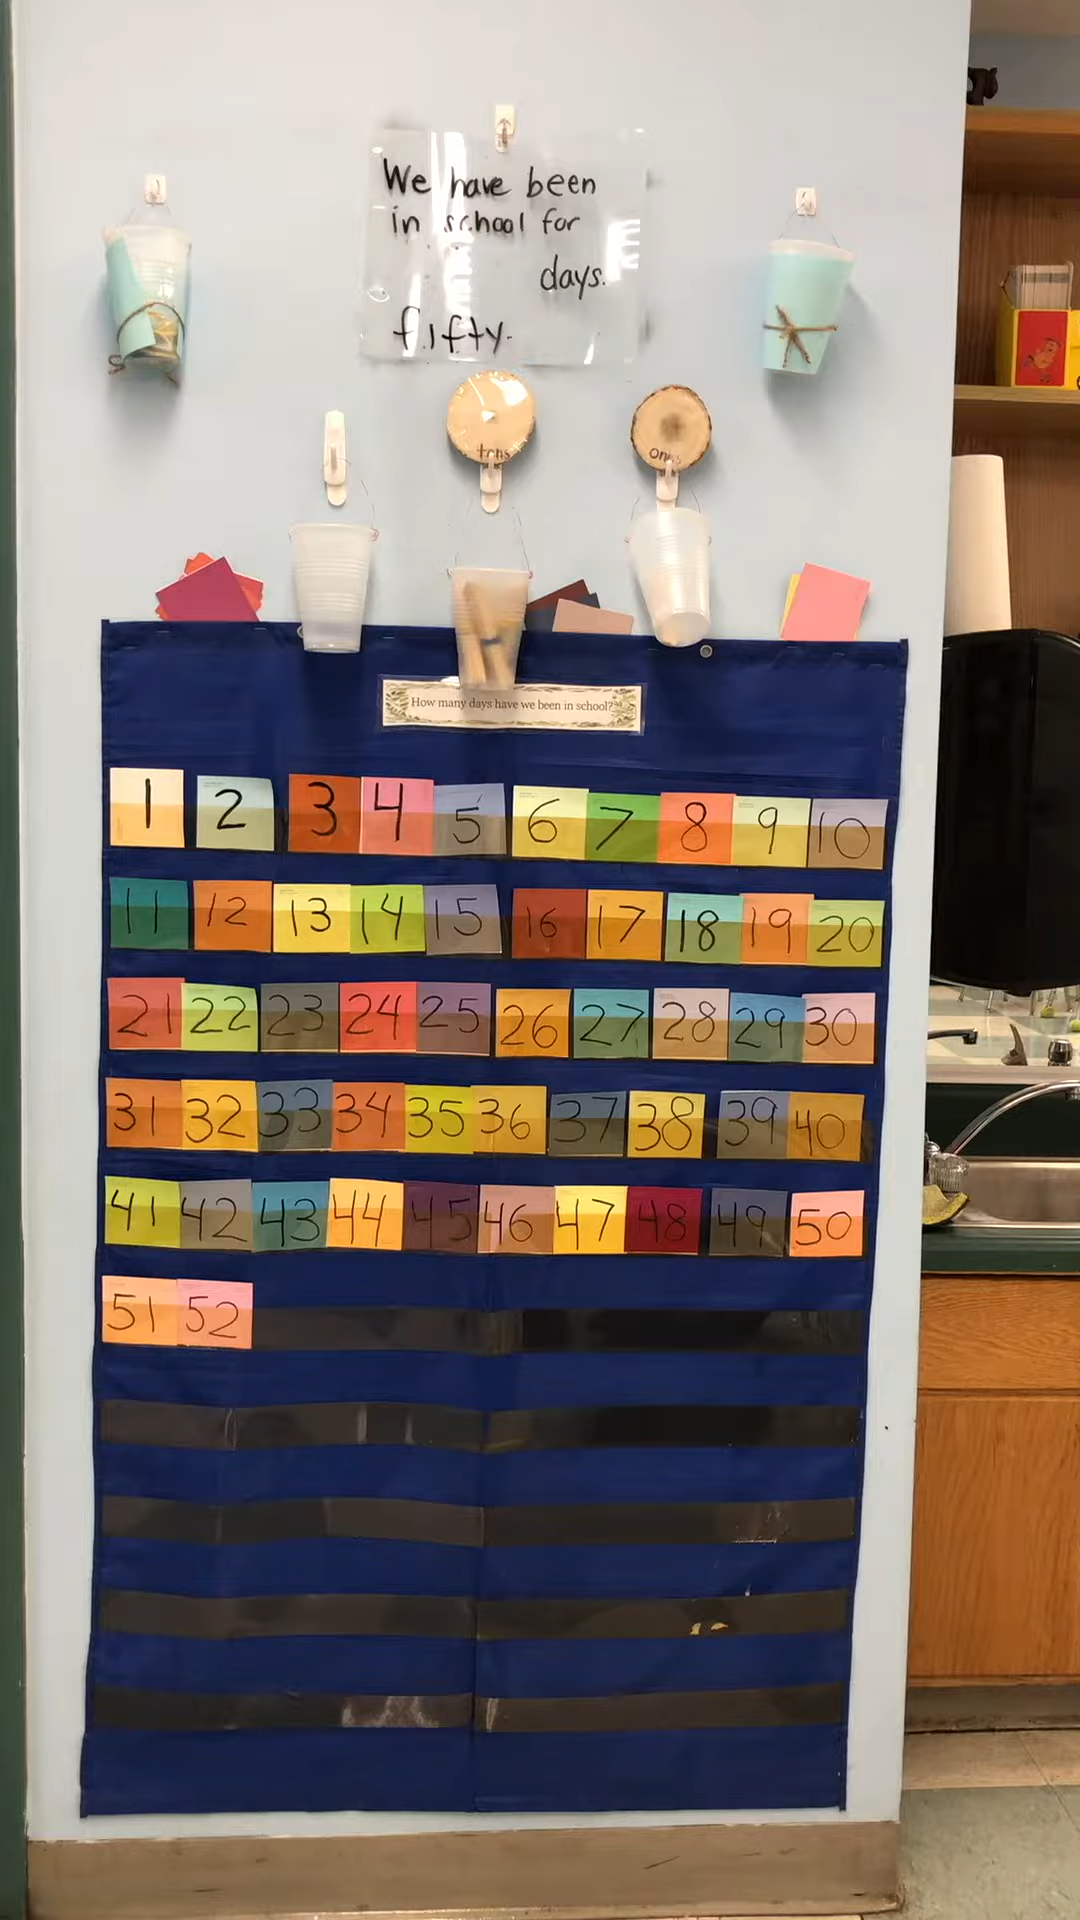 We have been
in school for
days.
fifty.
tens
ones
How many days have we been in school?
1 2 3 4 5 6 7 8 9 10
11 12 13 14 15 16 17 18 19 20
21 22 23 24 25 26 27 28 29 30
31 32 33 34 35 36 37 38 39 40
41 42 43 44 45 46 47 48 49 50
51 52